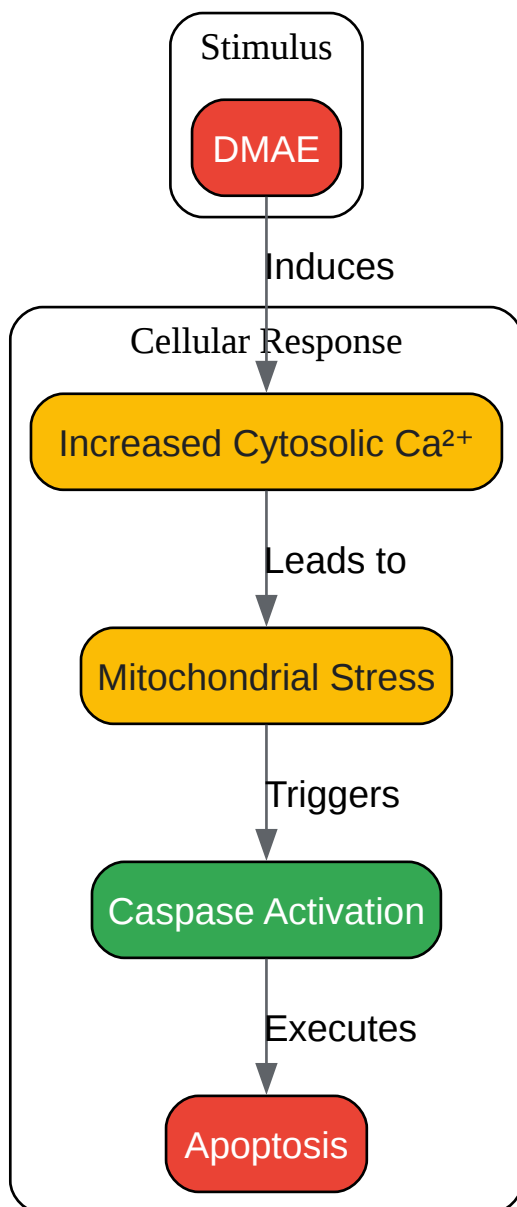 Stimulus
DMAE
Induces
Cellular Response
Increased Cytosolic Ca²⁺
Leads to
Mitochondrial Stress
Triggers
Caspase Activation
Executes
Apoptosis